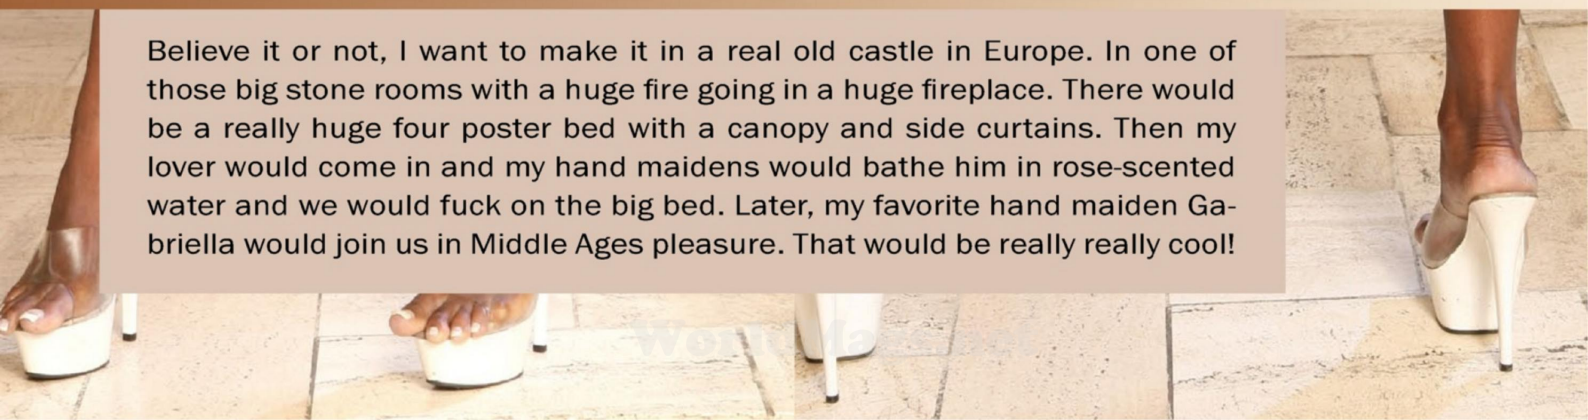 Believe it or not, I want to make it in a real old castle in Europe. In one of
those big stone rooms with a huge fire going in a huge fireplace. There would
be a really huge four poster bed with a canopy and side curtains. Then my
lover would come in and my hand maidens would bathe him in rose-scented
water and we would fuck on the big bed. Later, my favorite hand maiden Ga-
briella would join us in Middle Ages pleasure. That would be really really cool!